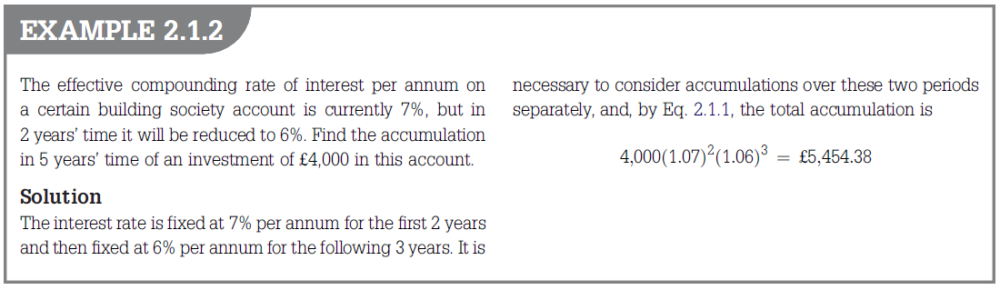 EXAMPLE 2.1.2
The effective compounding rate of interest per annum on
a certain building society account is currently 7%, but in
2 years' time it will be reduced to 6%. Find the accumulation
in 5 years' time of an investment of £4,000 in this account.
Solution
The interest rate is fixed at 7% per annum for the first 2 years
and then fixed at 6% per annum for the following 3 years. It is
necessary to consider accumulations over these two periods
separately, and, by Eq. 2.1.1, the total accumulation is
4,000(1.07)²(1.06)³ = £5,454.38